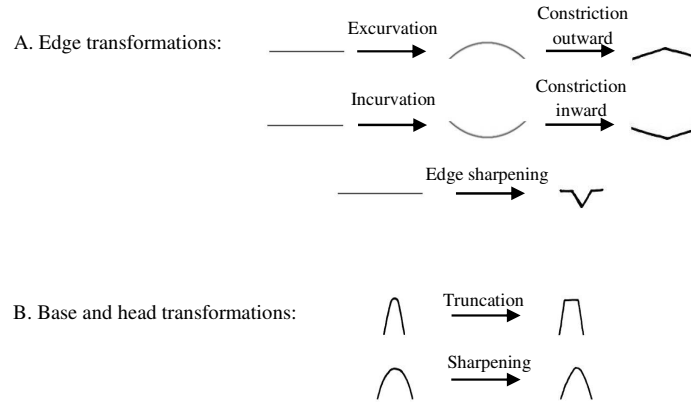 A. Edge transformations:
Excurvation
Constriction
outward
Incurvation
Constriction
inward
Edge sharpening
B. Base and head transformations:
Truncation
Sharpening